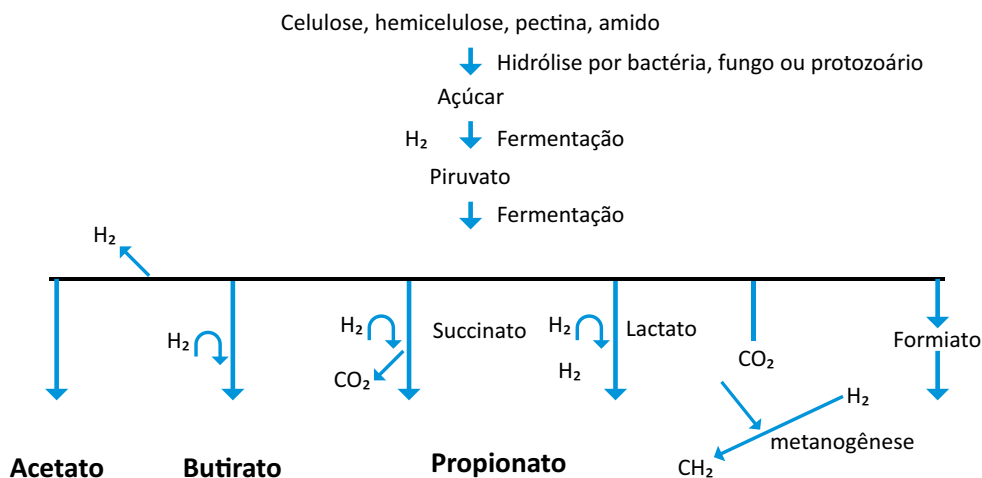 Celulose, hemicelulose, pectina, amido
Hidrólise por bactéria, fungo ou protozoário
Açúcar
H₂ Fermentação
Piruvato
Fermentação
H₂
H₂ H₂ Succinato H₂ Lactato Formiato
CO₂ H₂ CO₂
H₂
metanogênese
Acetato Butirato Propionato CH₂